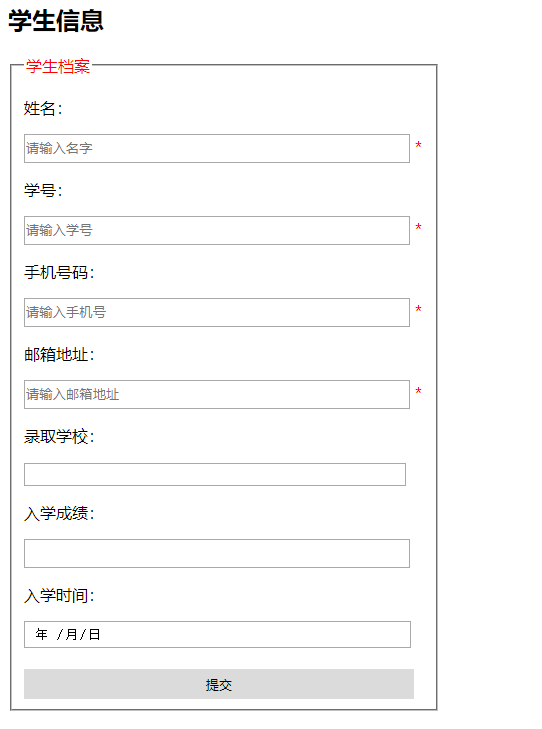 学生信息
学生档案
姓名:
请输入名字 *
学号:
请输入学号 *
手机号码:
请输入手机号 *
邮箱地址:
请输入邮箱地址 *
录取学校:
入学成绩:
入学时间:
年 /月/日
提交